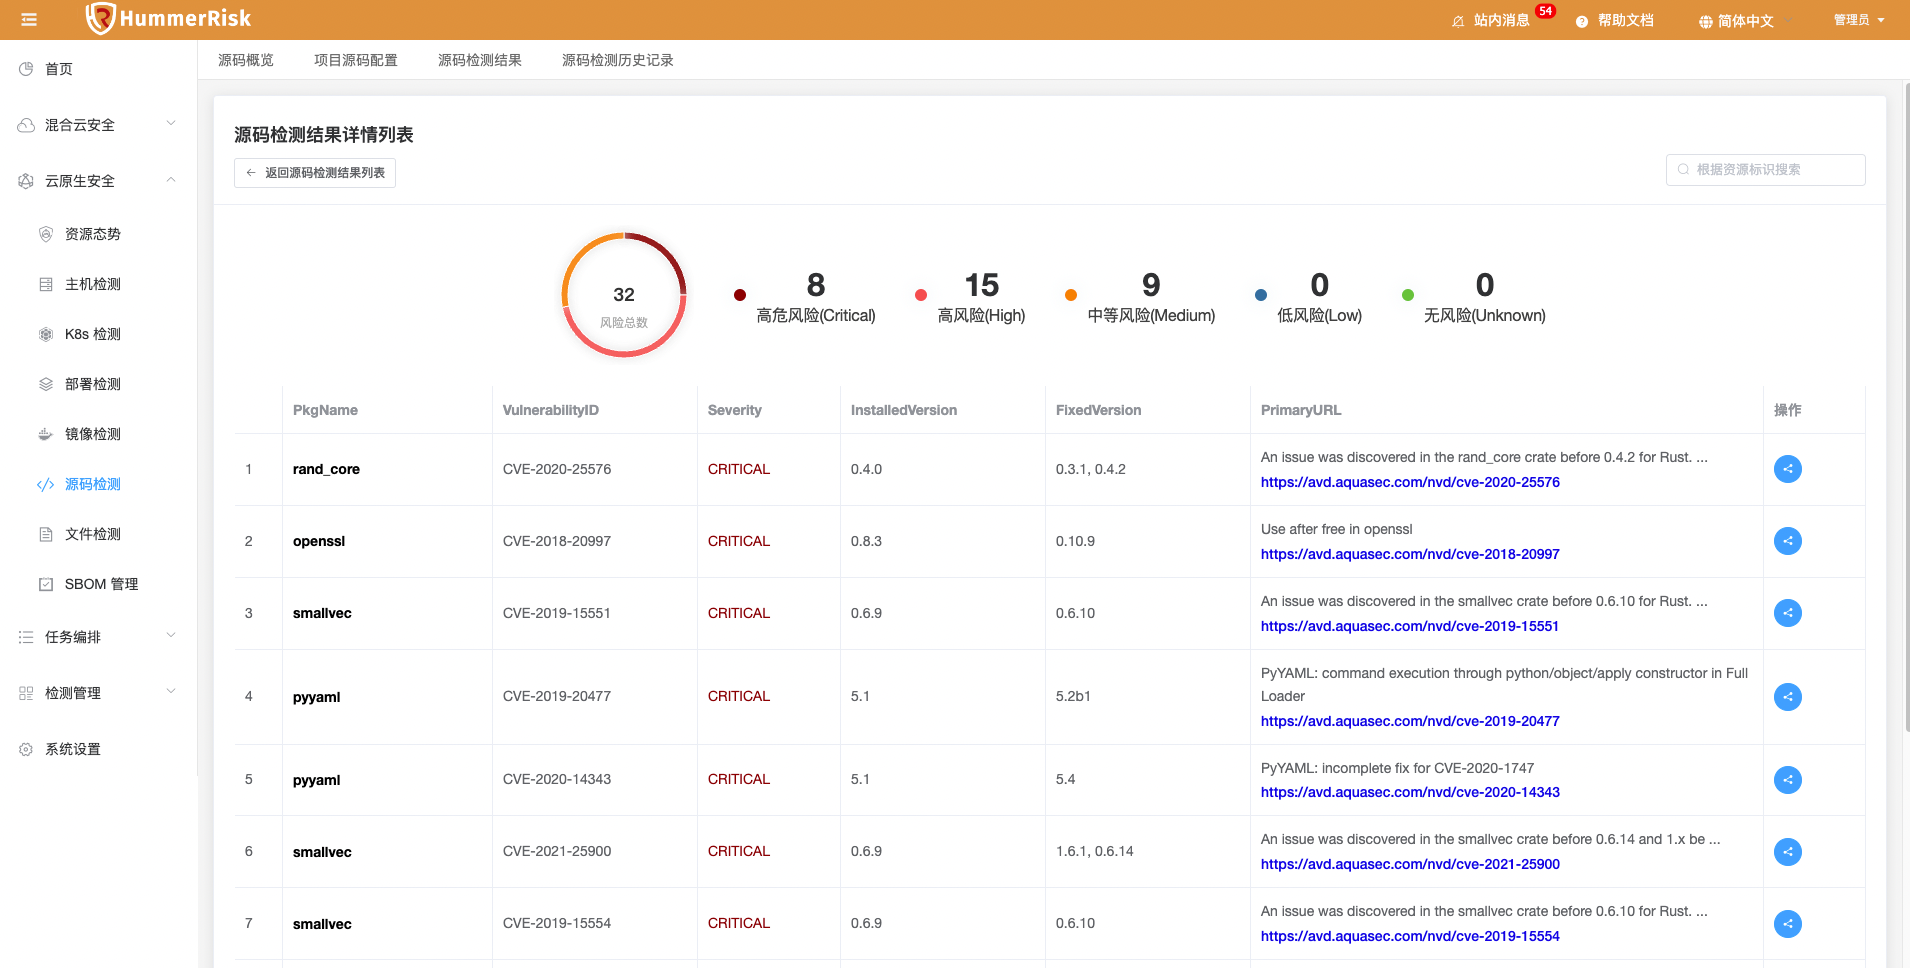 HummerRisk
站内消息 54
帮助文档
简体中文
管理员
首页
混合云安全
云原生安全
资源态势
主机检测
K8s 检测
部署检测
镜像检测
源码检测
文件检测
SBOM 管理
任务编排
检测管理
系统设置
源码概览 项目源码配置 源码检测结果 源码检测历史记录
源码检测结果详情列表
返回源码检测结果列表
根据资源标识搜索
32
风险总数
8
高危风险(Critical)
15
高风险(High)
9
中等风险(Medium)
0
低风险(Low)
0
无风险(Unknown)
PkgName VulnerabilityID Severity InstalledVersion FixedVersion PrimaryURL 操作
1 rand_core CVE-2020-25576 CRITICAL 0.4.0 0.3.1, 0.4.2 An issue was discovered in the rand_core crate before 0.4.2 for Rust. ...
https://avd.aquasec.com/nvd/cve-2020-25576
2 openssl CVE-2018-20997 CRITICAL 0.8.3 0.10.9 Use after free in openssl
https://avd.aquasec.com/nvd/cve-2018-20997
3 smallvec CVE-2019-15551 CRITICAL 0.6.9 0.6.10 An issue was discovered in the smallvec crate before 0.6.10 for Rust. ...
https://avd.aquasec.com/nvd/cve-2019-15551
4 pyyaml CVE-2019-20477 CRITICAL 5.1 5.2b1 PyYAML: command execution through python/object/apply constructor in Full
Loader
https://avd.aquasec.com/nvd/cve-2019-20477
5 pyyaml CVE-2020-14343 CRITICAL 5.1 5.4 PyYAML: incomplete fix for CVE-2020-1747
https://avd.aquasec.com/nvd/cve-2020-14343
6 smallvec CVE-2021-25900 CRITICAL 0.6.9 1.6.1, 0.6.14 An issue was discovered in the smallvec crate before 0.6.14 and 1.x be ...
https://avd.aquasec.com/nvd/cve-2021-25900
7 smallvec CVE-2019-15554 CRITICAL 0.6.9 0.6.10 An issue was discovered in the smallvec crate before 0.6.10 for Rust. ...
https://avd.aquasec.com/nvd/cve-2019-15554